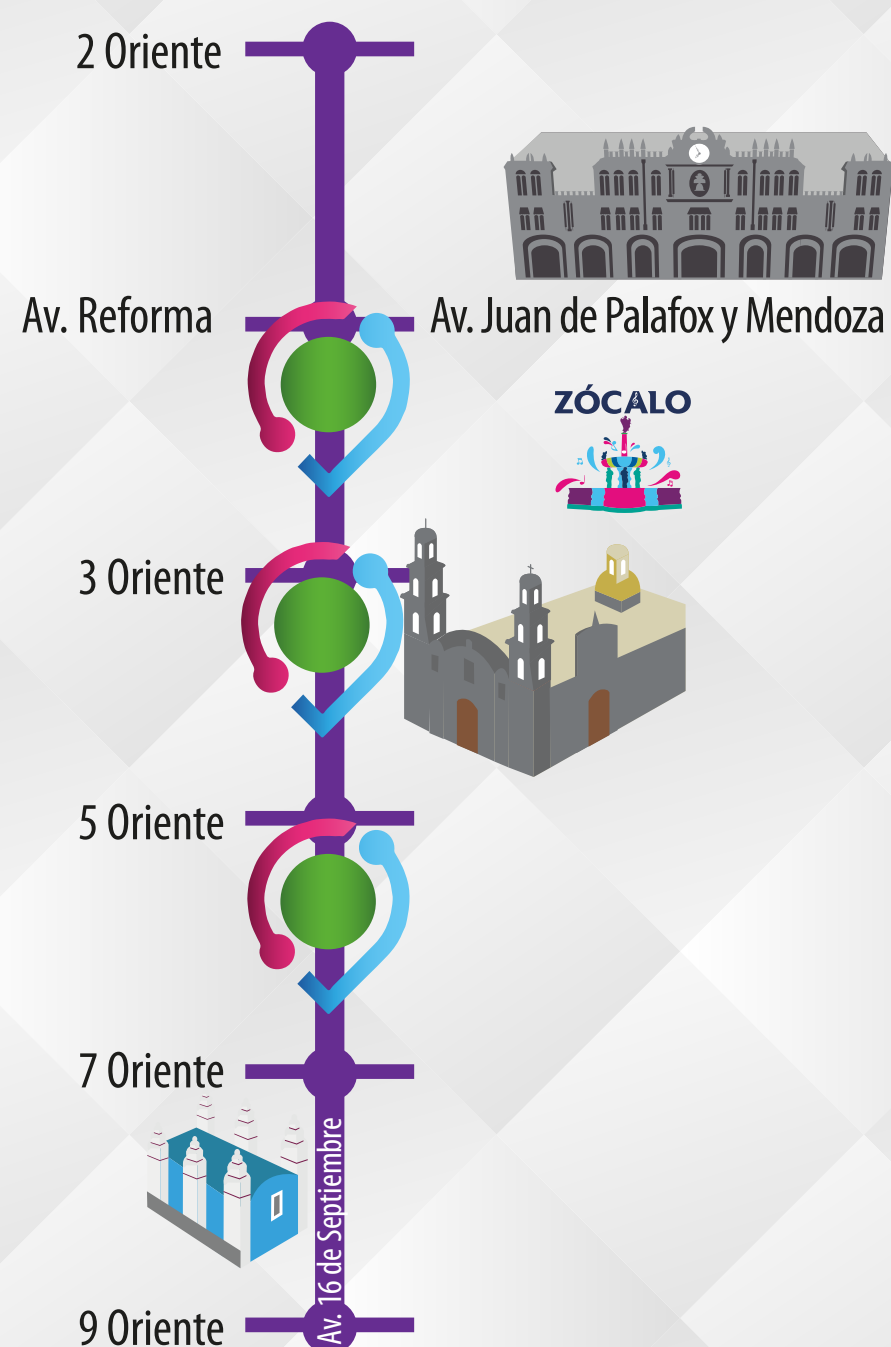 2 Oriente
Av. Reforma
Av. Juan de Palafox y Mendoza
ZÓCALO
3 Oriente
5 Oriente
7 Oriente
Av. 16 de Septiembre
9 Oriente